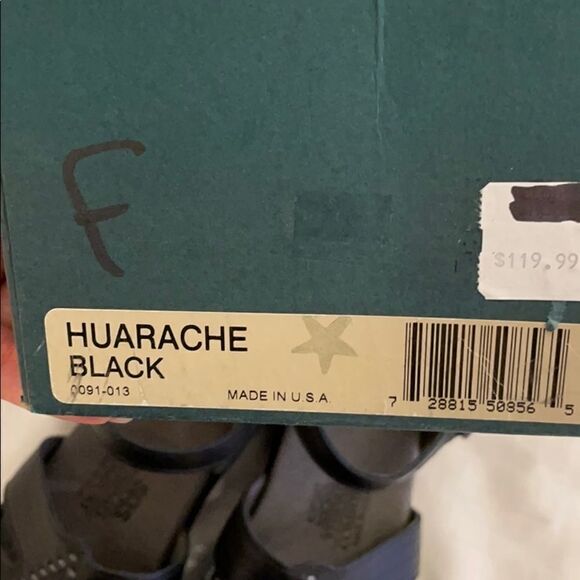 F
$119.99
HUARACHE
BLACK
0091-013
MADE IN U.S.A.
7 28815 50856 5